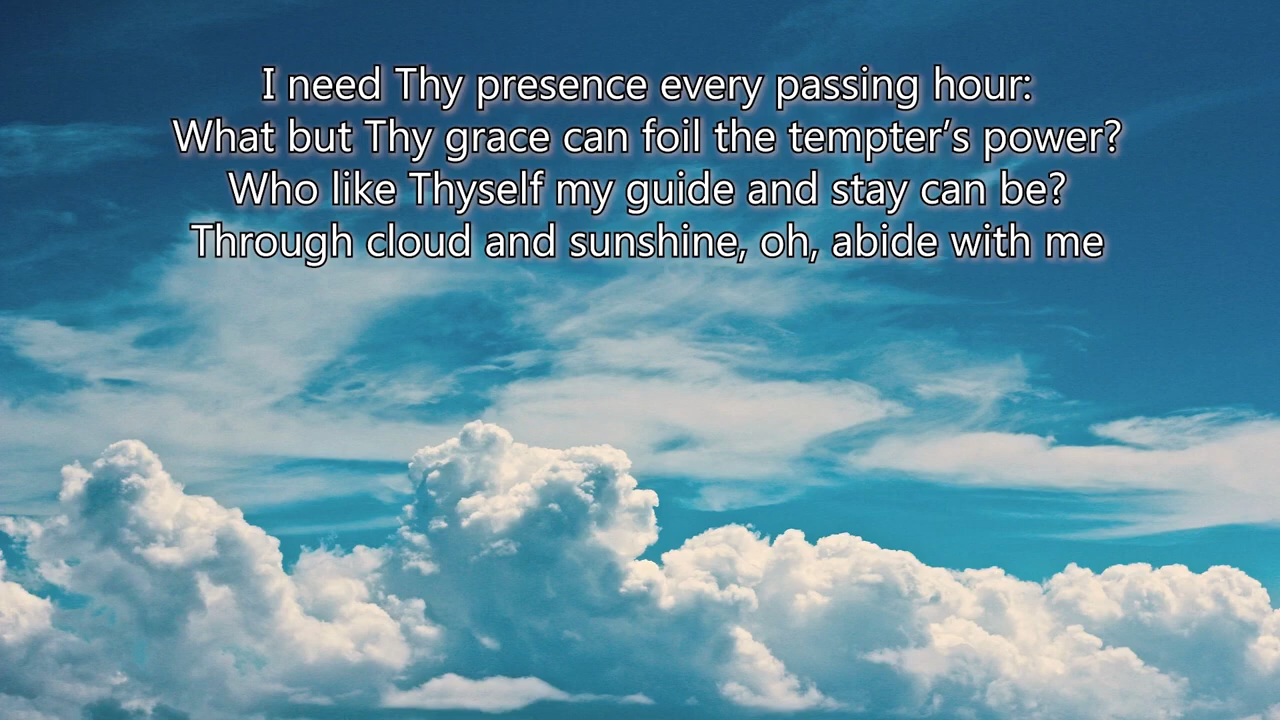 I need Thy presence every passing hour:
What but Thy grace can foil the tempter’s power?
Who like Thyself my guide and stay can be?
Through cloud and sunshine, oh, abide with me